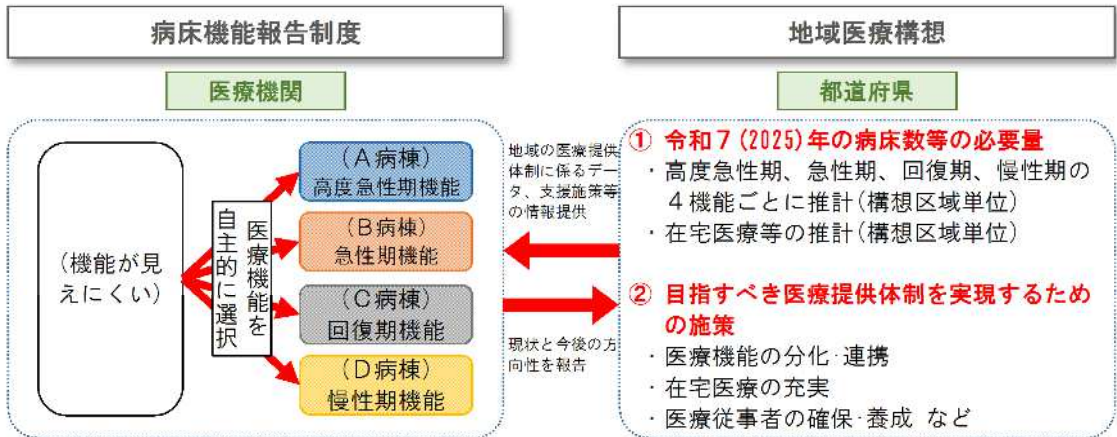 病床機能報告制度
医療機関
(機能が見
えにくい)
医療機能を
自主的に選択
(A病棟)
高度急性期機能
(B病棟)
急性期機能
(C病棟)
回復期機能
(D病棟)
慢性期機能
地域の医療提供
体制に係るデー
タ、支援施策等
の情報提供
現状と今後の方
向性を報告
地域医療構想
都道府県
① 令和7(2025)年の病床数等の必要量
・高度急性期、急性期、回復期、慢性期の
4機能ごとに推計(構想区域単位)
・在宅医療等の推計(構想区域単位)
② 目指すべき医療提供体制を実現するため
の施策
・医療機能の分化・連携
・在宅医療の充実
・医療従事者の確保・養成 など